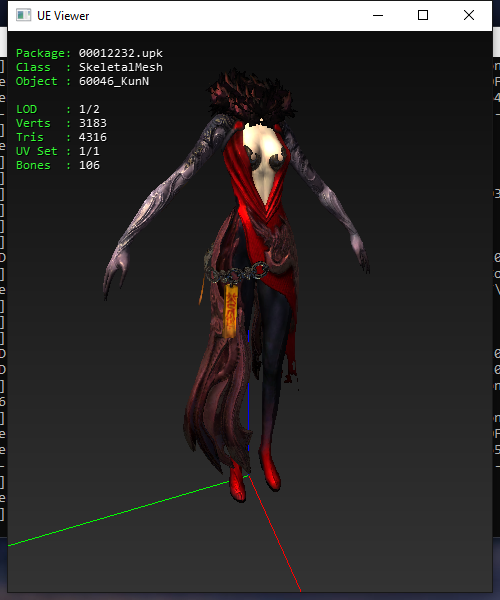 UE Viewer
Package: 00012232.upk
Class : SkeletalMesh
Object : 60046_KunN
LOD : 1/2
Verts : 3183
Tris : 4316
UV Set : 1/1
Bones : 106